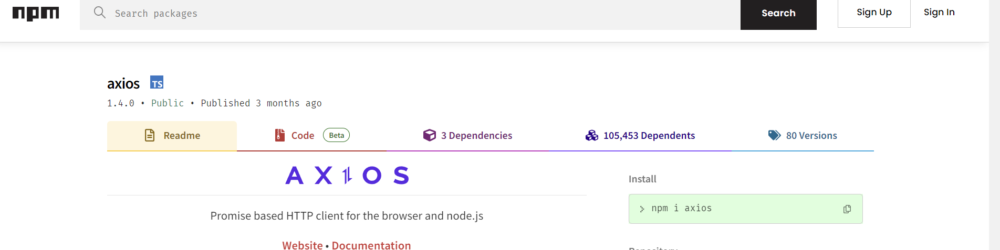 npm
Search packages
Search
Sign Up
Sign In
axios TS
1.4.0 • Public • Published 3 months ago
Readme
Code Beta
3 Dependencies
105,453 Dependents
80 Versions
AXIOS
Promise based HTTP client for the browser and node.js
Website • Documentation
Install
> npm i axios